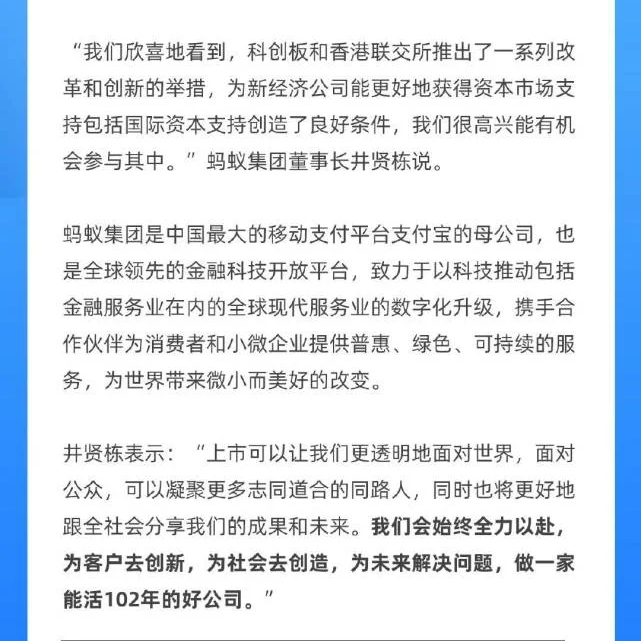 “我们欣喜地看到，科创板和香港联交所推出了一系列改
革和创新的举措，为新经济公司能更好地获得资本市场支
持包括国际资本支持创造了良好条件，我们很高兴能有机
会参与其中。”蚂蚁集团董事长井贤栋说。
蚂蚁集团是中国最大的移动支付平台支付宝的母公司，也
是全球领先的金融科技开放平台，致力于以科技推动包括
金融服务业在内的全球现代服务业的数字化升级，携手合
作伙伴为消费者和小微企业提供普惠、绿色、可持续的服
务，为世界带来微小而美好的改变。
井贤栋表示：“上市可以让我们更透明地面对世界，面对
公众，可以凝聚更多志同道合的同路人，同时也将更好地
跟全社会分享我们的成果和未来。我们会始终全力以赴，
为客户去创新，为社会去创造，为未来解决问题，做一家
能活102年的好公司。”